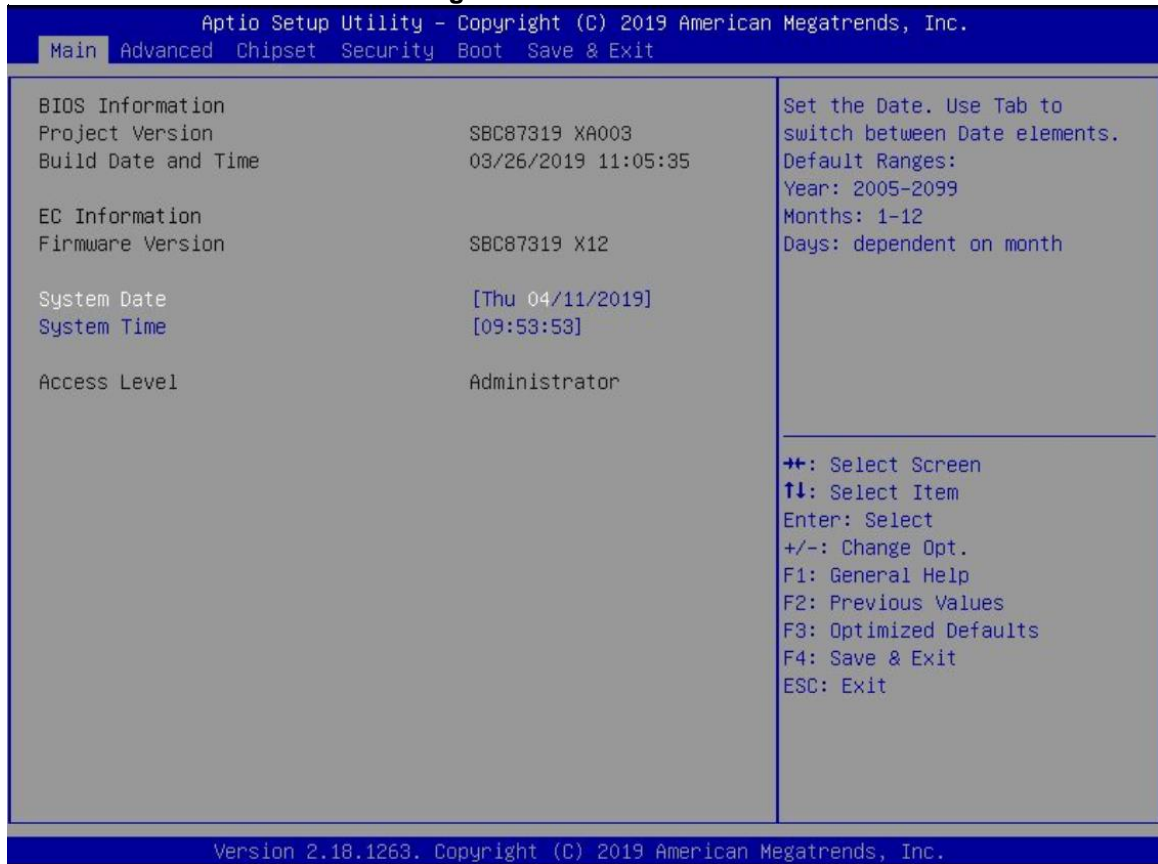 Aptio Setup Utility – Copyright (C) 2019 American Megatrends, Inc.
Main Advanced Chipset Security Boot Save & Exit
BIOS Information
Project Version SBC87319 XA003
Build Date and Time 03/26/2019 11:05:35
EC Information
Firmware Version SBC87319 X12
System Date [Thu 04/11/2019]
System Time [09:53:53]
Access Level Administrator
Set the Date. Use Tab to
switch between Date elements.
Default Ranges:
Year: 2005-2099
Months: 1-12
Days: dependent on month
→←: Select Screen
↑↓: Select Item
Enter: Select
+/-: Change Opt.
F1: General Help
F2: Previous Values
F3: Optimized Defaults
F4: Save & Exit
ESC: Exit
Version 2.18.1263. Copyright (C) 2019 American Megatrends, Inc.